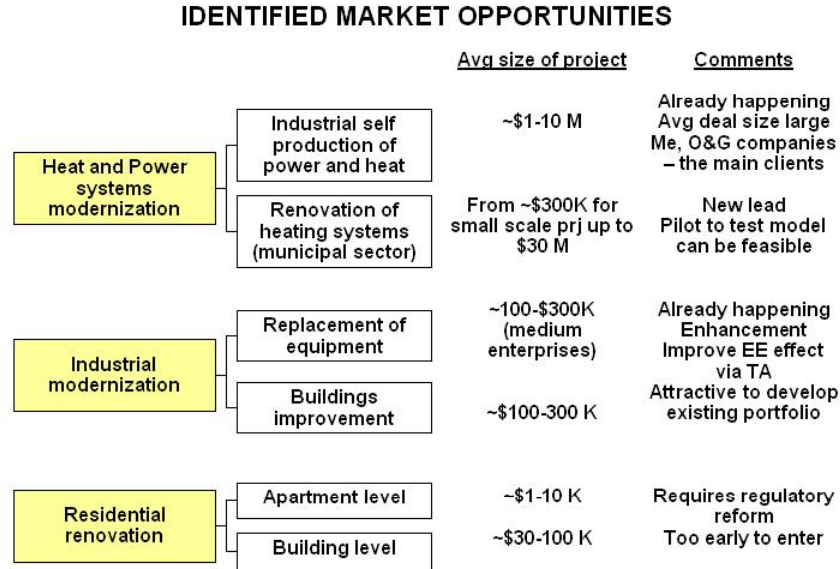 IDENTIFIED MARKET OPPORTUNITIES
Avg size of project
Comments
Heat and Power
systems
modernization
Industrial self
production of
power and heat
~$1-10 M
Already happening
Avg deal size large
Me, O&G companies
– the main clients
Renovation of
heating systems
(municipal sector)
From ~$300K for
small scale prj up to
$30 M
New lead
Pilot to test model
can be feasible
Industrial
modernization
Replacement of
equipment
~100-$300K
(medium
enterprises)
Already happening
Enhancement
Improve EE effect
via TA
Attractive to develop
existing portfolio
Buildings
improvement
~$100-300 K
Residential
renovation
Apartment level
~$1-10 K
Requires regulatory
reform
Too early to enter
Building level
~$30-100 K